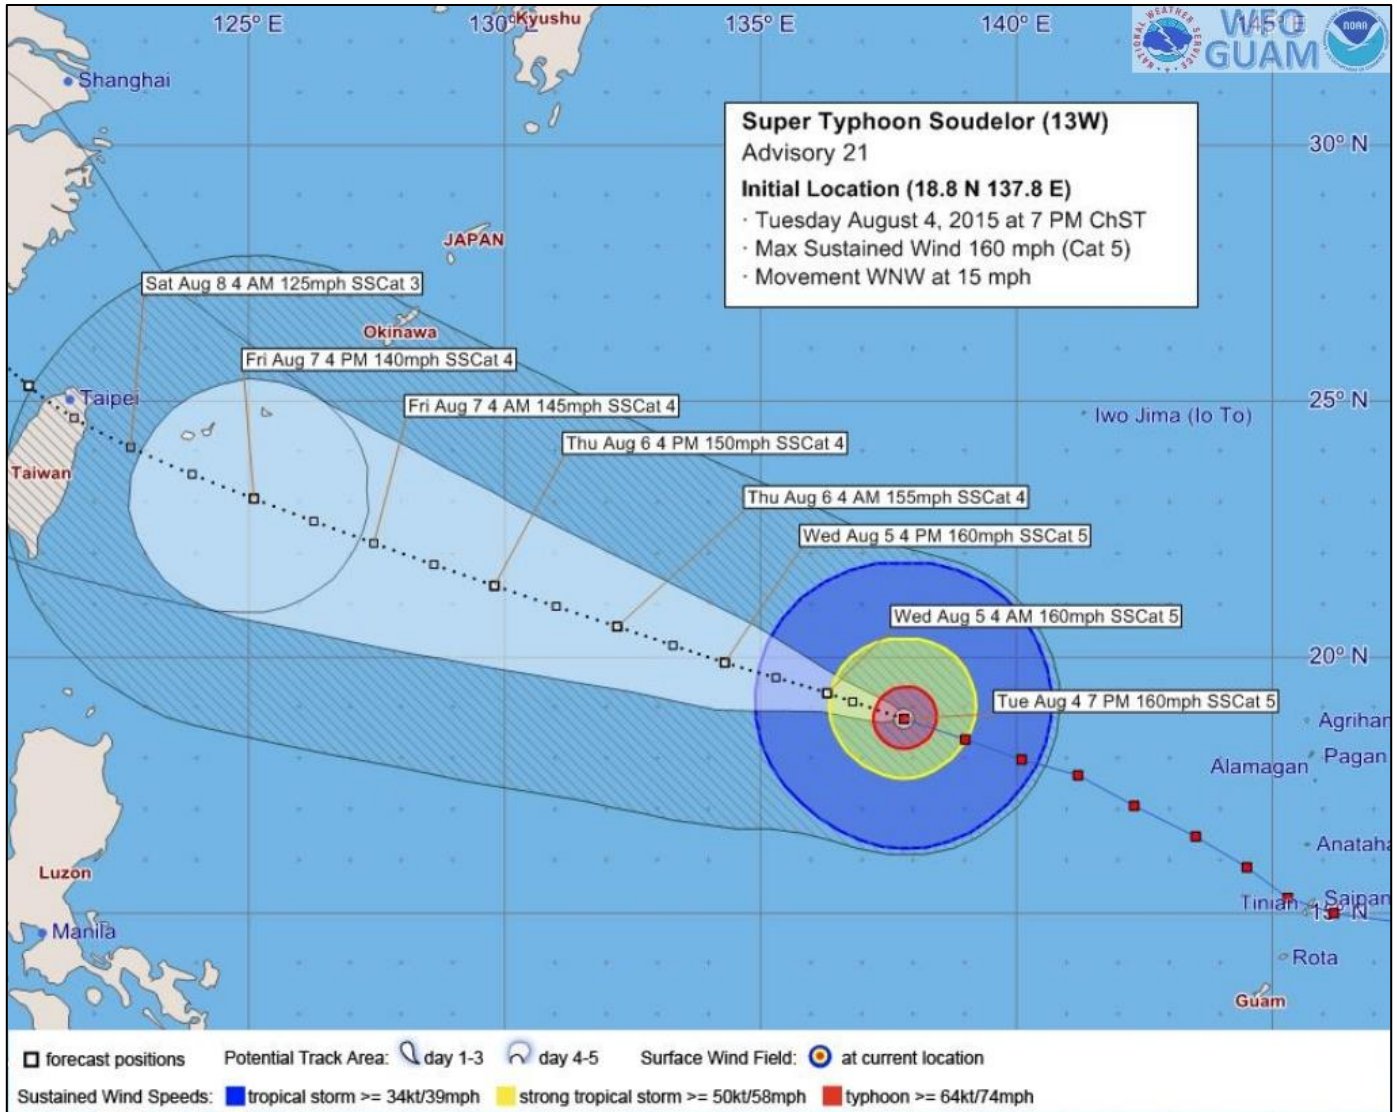 125° E
130° E
135° E
140° E
145° E
Kyushu
NATIONAL WEATHER SERVICE
WFO
GUAM
NOAA
Shanghai
Super Typhoon Soudelor (13W)
Advisory 21
Initial Location (18.8 N 137.8 E)
· Tuesday August 4, 2015 at 7 PM ChST
· Max Sustained Wind 160 mph (Cat 5)
· Movement WNW at 15 mph
30° N
JAPAN
Sat Aug 8 4 AM 125mph SSCat 3
Okinawa
Fri Aug 7 4 PM 140mph SSCat 4
Taipei
Fri Aug 7 4 AM 145mph SSCat 4
25° N
Iwo Jima (Io To)
Thu Aug 6 4 PM 150mph SSCat 4
Taiwan
Thu Aug 6 4 AM 155mph SSCat 4
Wed Aug 5 4 PM 160mph SSCat 5
Wed Aug 5 4 AM 160mph SSCat 5
20° N
Tue Aug 4 7 PM 160mph SSCat 5
Agrihan
Pagan
Alamagan
Anataha
Luzon
Tinian
Saipan
15° N
Manila
Rota
Guam
forecast positions Potential Track Area: day 1-3 day 4-5 Surface Wind Field: at current location
Sustained Wind Speeds: tropical storm >= 34kt/39mph strong tropical storm >= 50kt/58mph typhoon >= 64kt/74mph